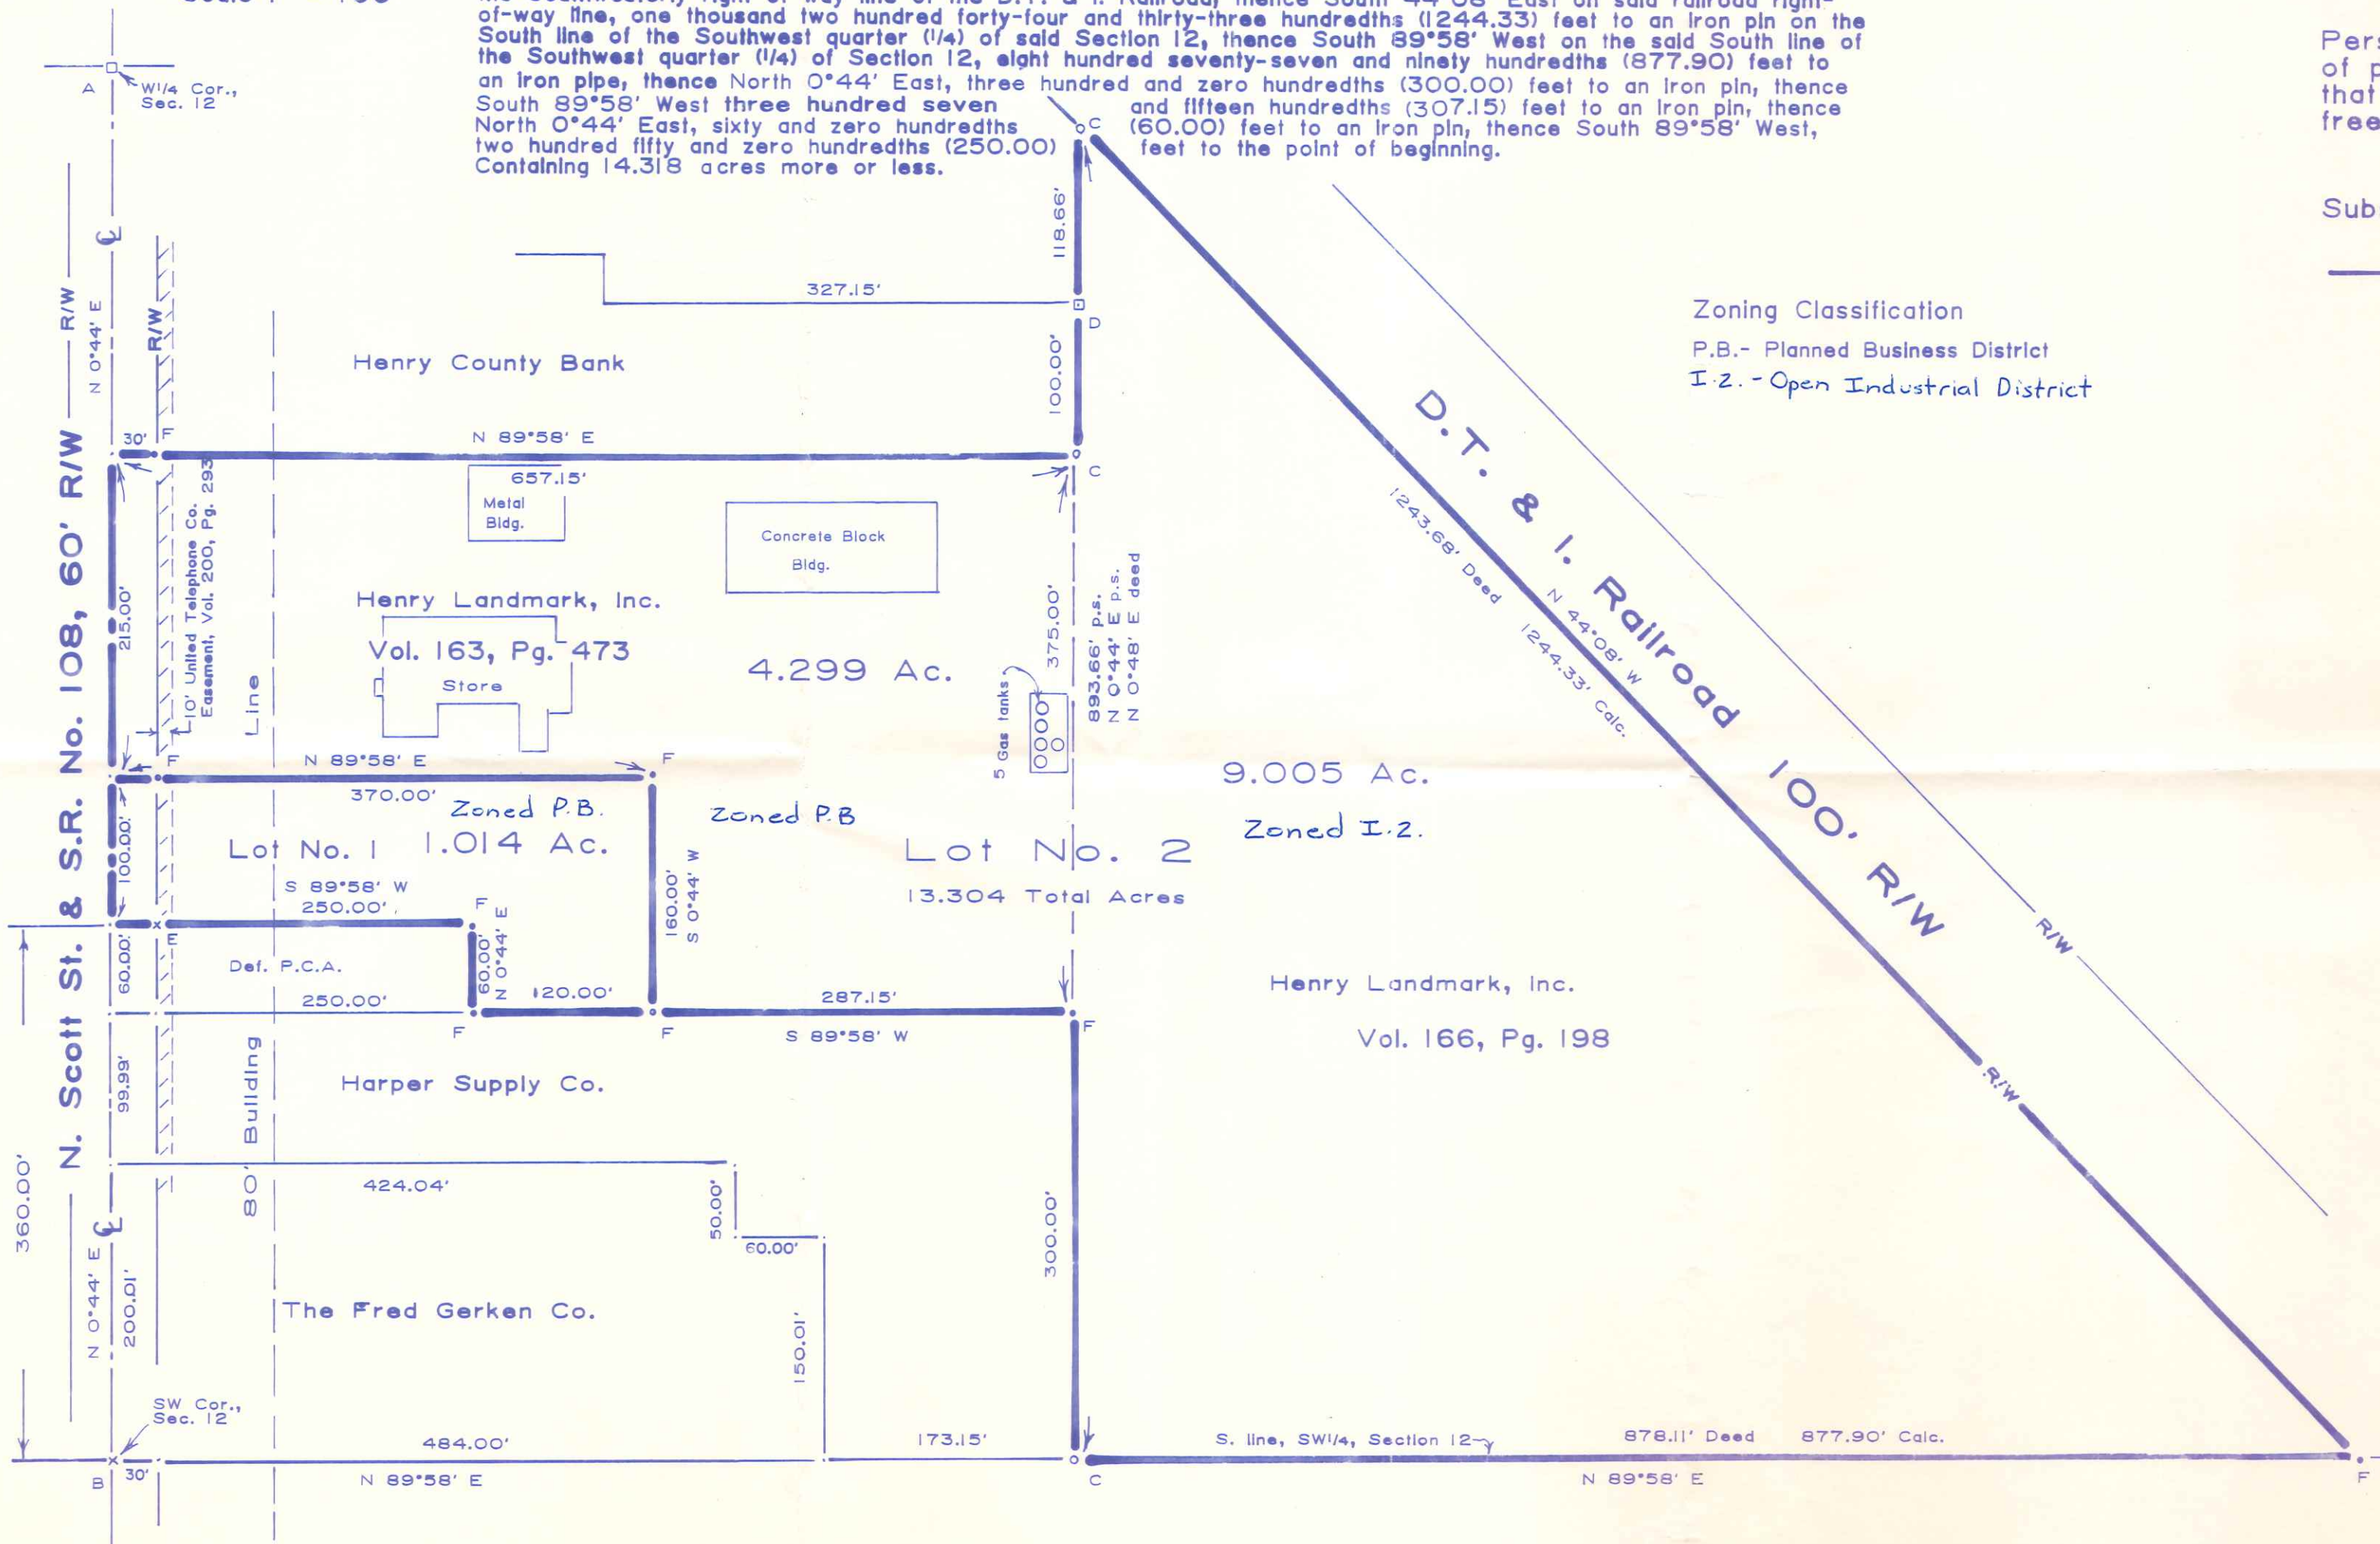 of-way line, one thousand two hundred forty-four and thirty-three hundredths (1244.33) feet to an iron pin on the
South line of the Southwest quarter (1/4) of said Section 12, thence South 89°58' West on the said South line of
the Southwest quarter (1/4) of Section 12, eight hundred seventy-seven and ninety hundredths (877.90) feet to
an iron pipe, thence North 0°44' East, three hundred and zero hundredths (300.00) feet to an iron pin, thence
South 89°58' West three hundred seven and fifteen hundredths (307.15) feet to an iron pin, thence
North 0°44' East, sixty and zero hundredths (60.00) feet to an iron pin, thence South 89°58' West,
two hundred fifty and zero hundredths (250.00) feet to the point of beginning.
Containing 14.318 acres more or less.
Pers
of p
that
free
Sub
A
W1/4 Cor.,
Sec. 12
C
118.66'
327.15'
D
100.00'
Zoning Classification
P.B.- Planned Business District
I.2. - Open Industrial District
R/W
N 0°44' E
R/W
Henry County Bank
30'
F
N 89°58' E
657.15'
C
Metal
Bldg.
Concrete Block
Bldg.
N. Scott St. & S.R. No. 108, 60' R/W
215.00'
10' United Telephone Co.
Easement, Vol. 200, Pg. 293
Henry Landmark, Inc.
Vol. 163, Pg. 473
Store
4.299 Ac.
5 Gas tanks
375.00'
893.66' p.s.
N 0°44' E p.s.
N 0°48' E deed
D.T. & I. Railroad 100' R/W
1243.68' Deed
N 44°08' W
1244.33' Calc.
R/W
R/W
F
N 89°58' E
F
370.00'
Zoned P.B.
Zoned P.B
9.005 Ac.
Zoned I.2.
100.00'
Lot No. 1
1.014 Ac.
Lot No. 2
13.304 Total Acres
S 89°58' W
250.00'
F
E
160.00'
S 0°44' W
60.00'
Def. P.C.A.
60.00'
N 0°44' E
250.00'
120.00'
287.15'
F
F
F
S 89°58' W
Henry Landmark, Inc.
Vol. 166, Pg. 198
99.99'
80' Building Line
Harper Supply Co.
424.04'
50.00'
60.00'
300.00'
360.00'
N 0°44' E
200.01'
The Fred Gerken Co.
150.01'
SW Cor.,
Sec. 12
B
30'
484.00'
N 89°58' E
173.15'
C
S. line, SW1/4, Section 12
878.11' Deed
877.90' Calc.
N 89°58' E
F